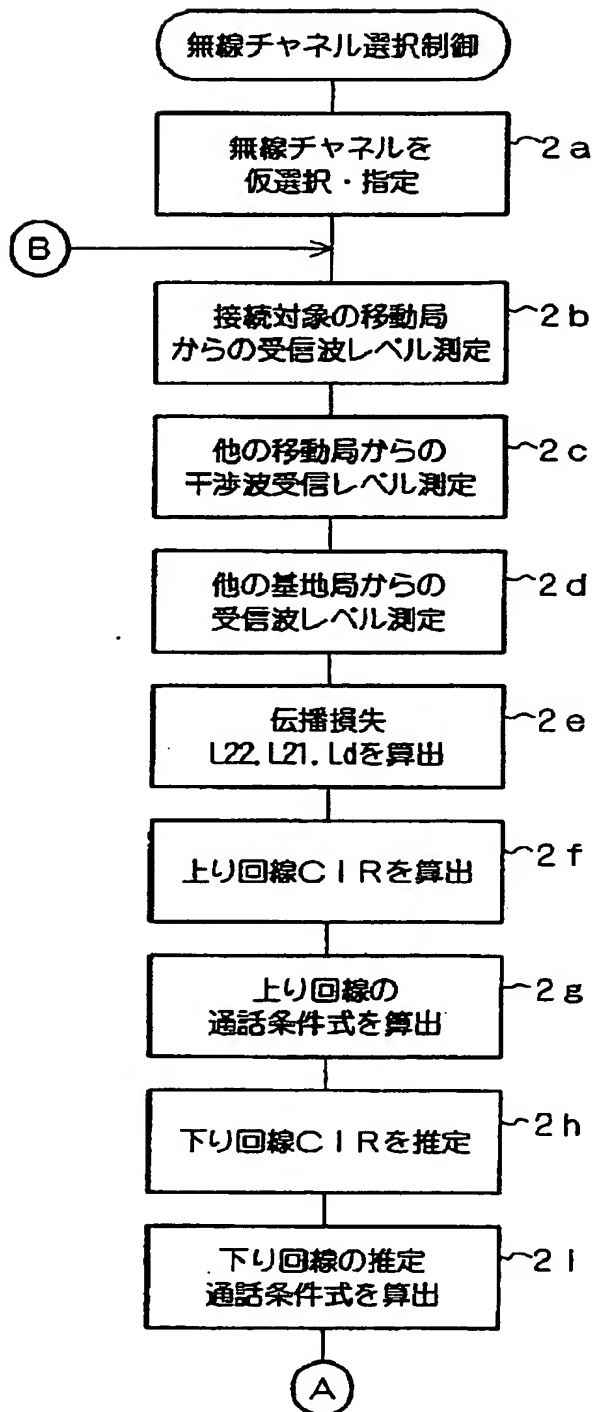 無線チャネル選択制御
無線チャネルを
仮選択・指定
2a
B
接続対象の移動局
からの受信波レベル測定
2b
他の移動局からの
干渉波受信レベル測定
2c
他の基地局からの
受信波レベル測定
2d
伝播損失
L22. L21. Ldを算出
2e
上り回線CIRを算出
2f
上り回線の
通話条件式を算出
2g
下り回線CIRを推定
2h
下り回線の推定
通話条件式を算出
2i
A